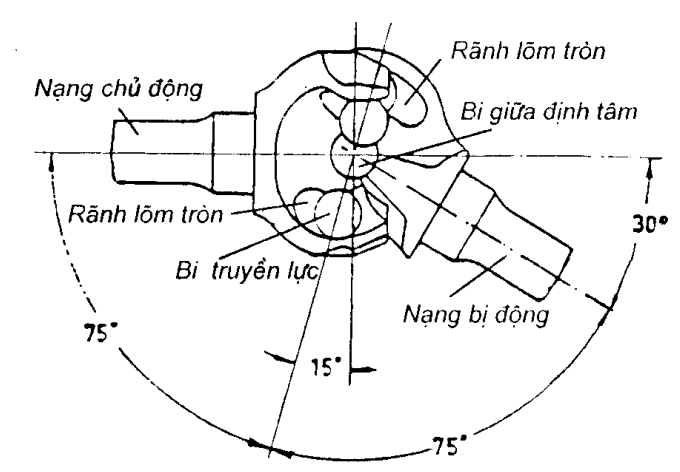 Rãnh lõm tròn
Nạng chủ động
Bi giữa định tâm
Rãnh lõm tròn
30°
Bi truyền lực
Nạng bị động
75°
15°
75°